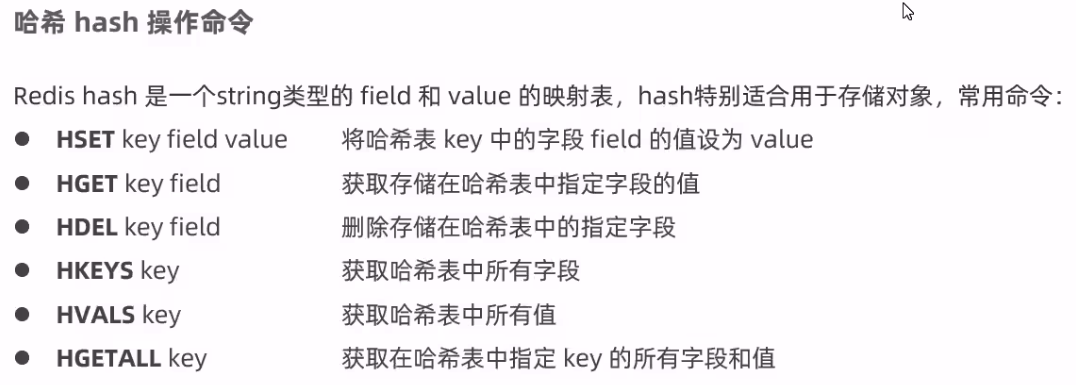 哈希 hash 操作命令
Redis hash 是一个string类型的 field 和 value 的映射表，hash特别适合用于存储对象，常用命令：
● HSET key field value 将哈希表 key 中的字段 field 的值设为 value
● HGET key field 获取存储在哈希表中指定字段的值
● HDEL key field 删除存储在哈希表中的指定字段
● HKEYS key 获取哈希表中所有字段
● HVALS key 获取哈希表中所有值
● HGETALL key 获取在哈希表中指定 key 的所有字段和值